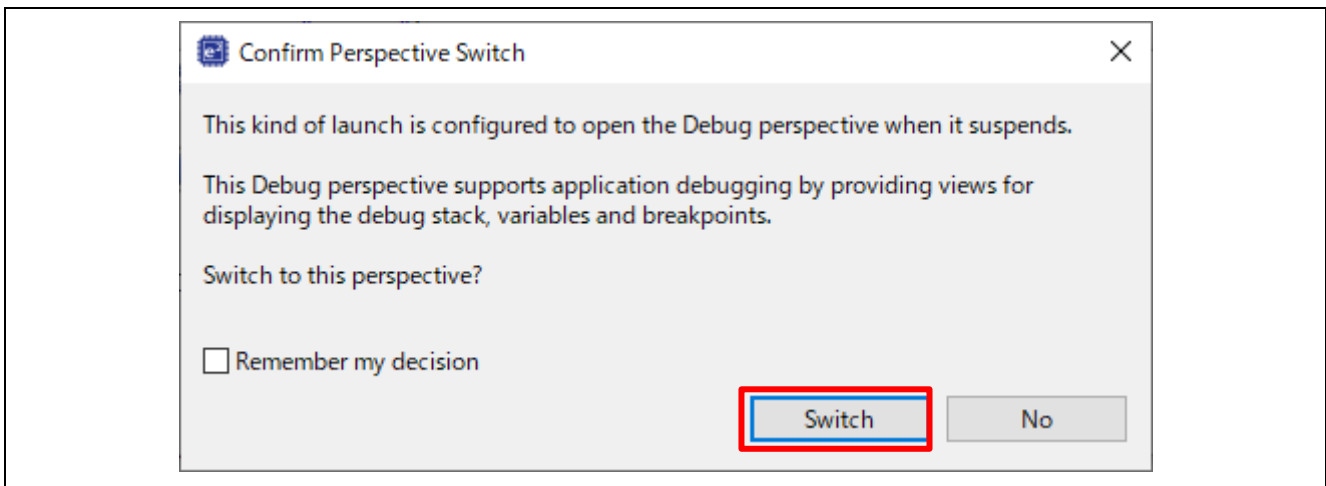 Confirm Perspective Switch
This kind of launch is configured to open the Debug perspective when it suspends.
This Debug perspective supports application debugging by providing views for
displaying the debug stack, variables and breakpoints.
Switch to this perspective?
Remember my decision
Switch
No